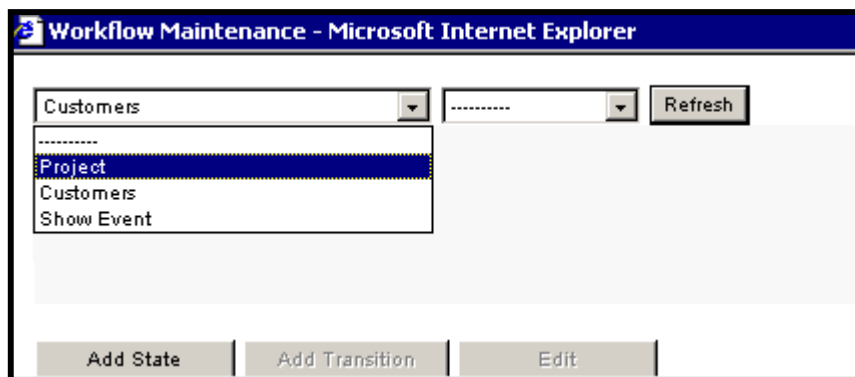 Workflow Maintenance - Microsoft Internet Explorer
Customers ---------- Refresh
----------
Project
Customers
Show Event
Add State Add Transition Edit